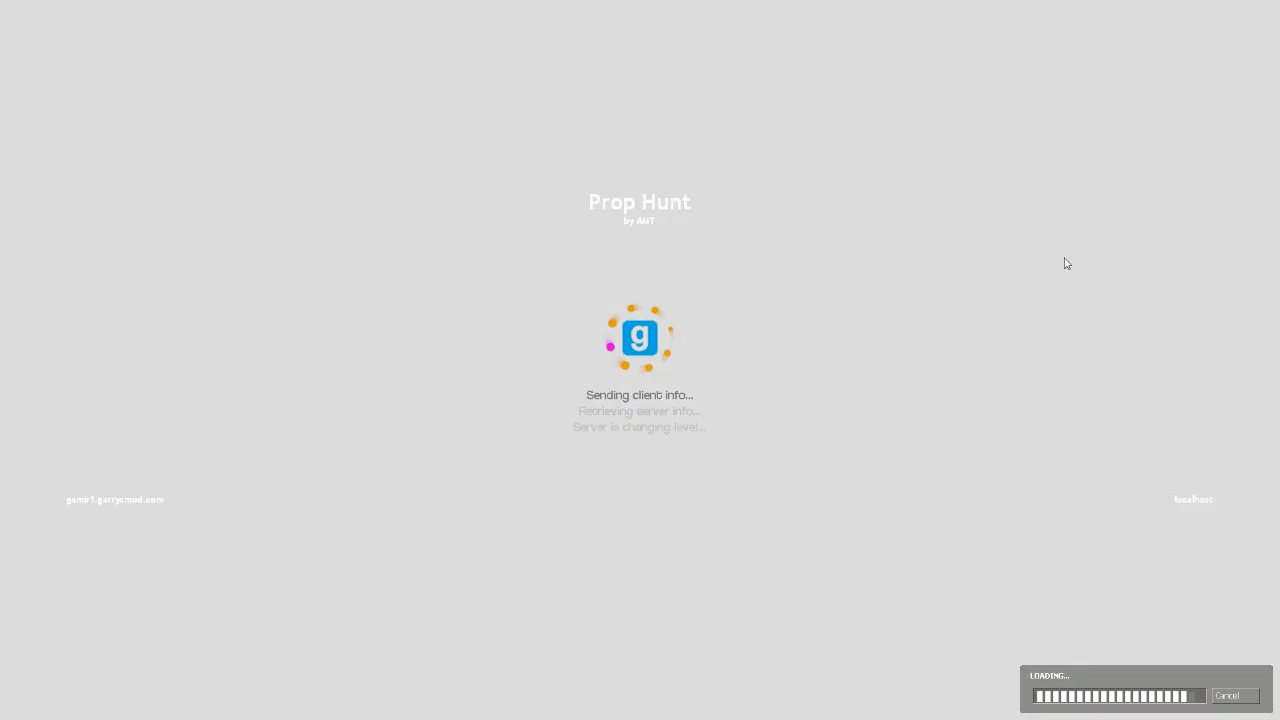 Prop Hunt
by AMT
g
Sending client info...
Retrieving server info...
Server is changing level...
game1.garrysmod.com
localhost
LOADING...
Cancel